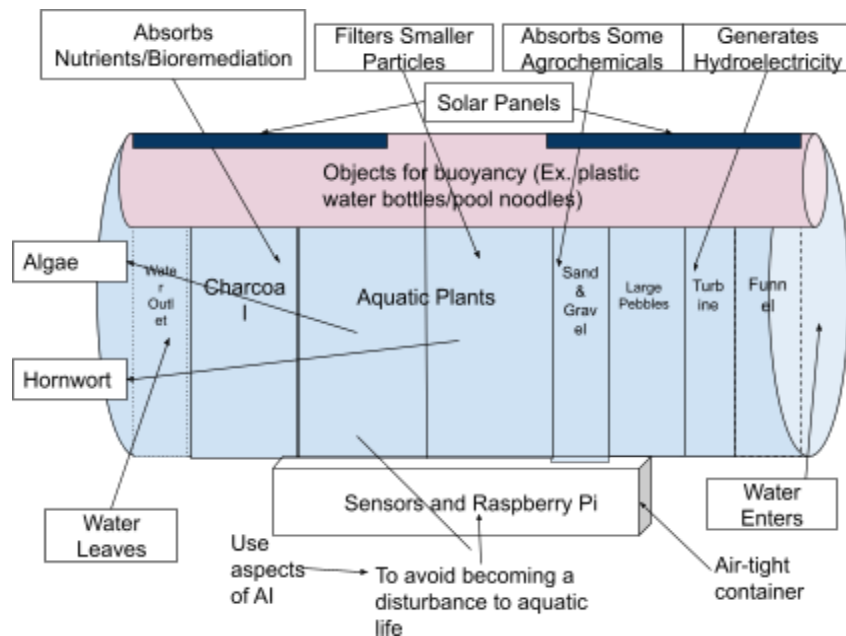 Absorbs
Nutrients/Bioremediation
Filters Smaller
Particles
Absorbs Some
Agrochemicals
Generates
Hydroelectricity
Solar Panels
Objects for buoyancy (Ex. plastic
water bottles/pool noodles)
Algae
Hornwort
Wate
r
Outl
et
Charcoa
l
Aquatic Plants
Sand
&
Grav
el
Large
Pebbles
Turb
ine
Funn
el
Sensors and Raspberry Pi
Water
Leaves
Water
Enters
Use
aspects
of AI
To avoid becoming a
disturbance to aquatic
life
Air-tight
container